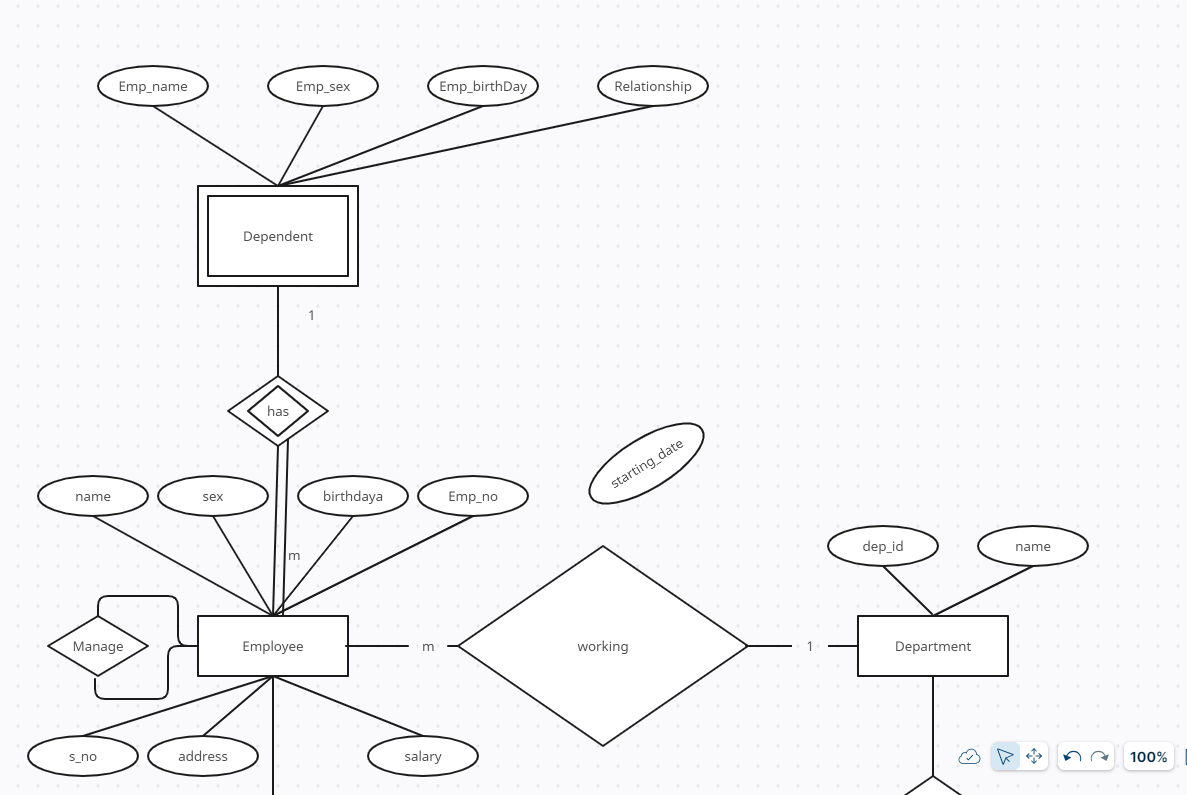 Emp_name
Emp_sex
Emp_birthDay
Relationship
Dependent
1
has
starting_date
name
sex
birthdaya
Emp_no
m
dep_id
name
Manage
Employee
m
working
1
Department
s_no
address
salary
100%